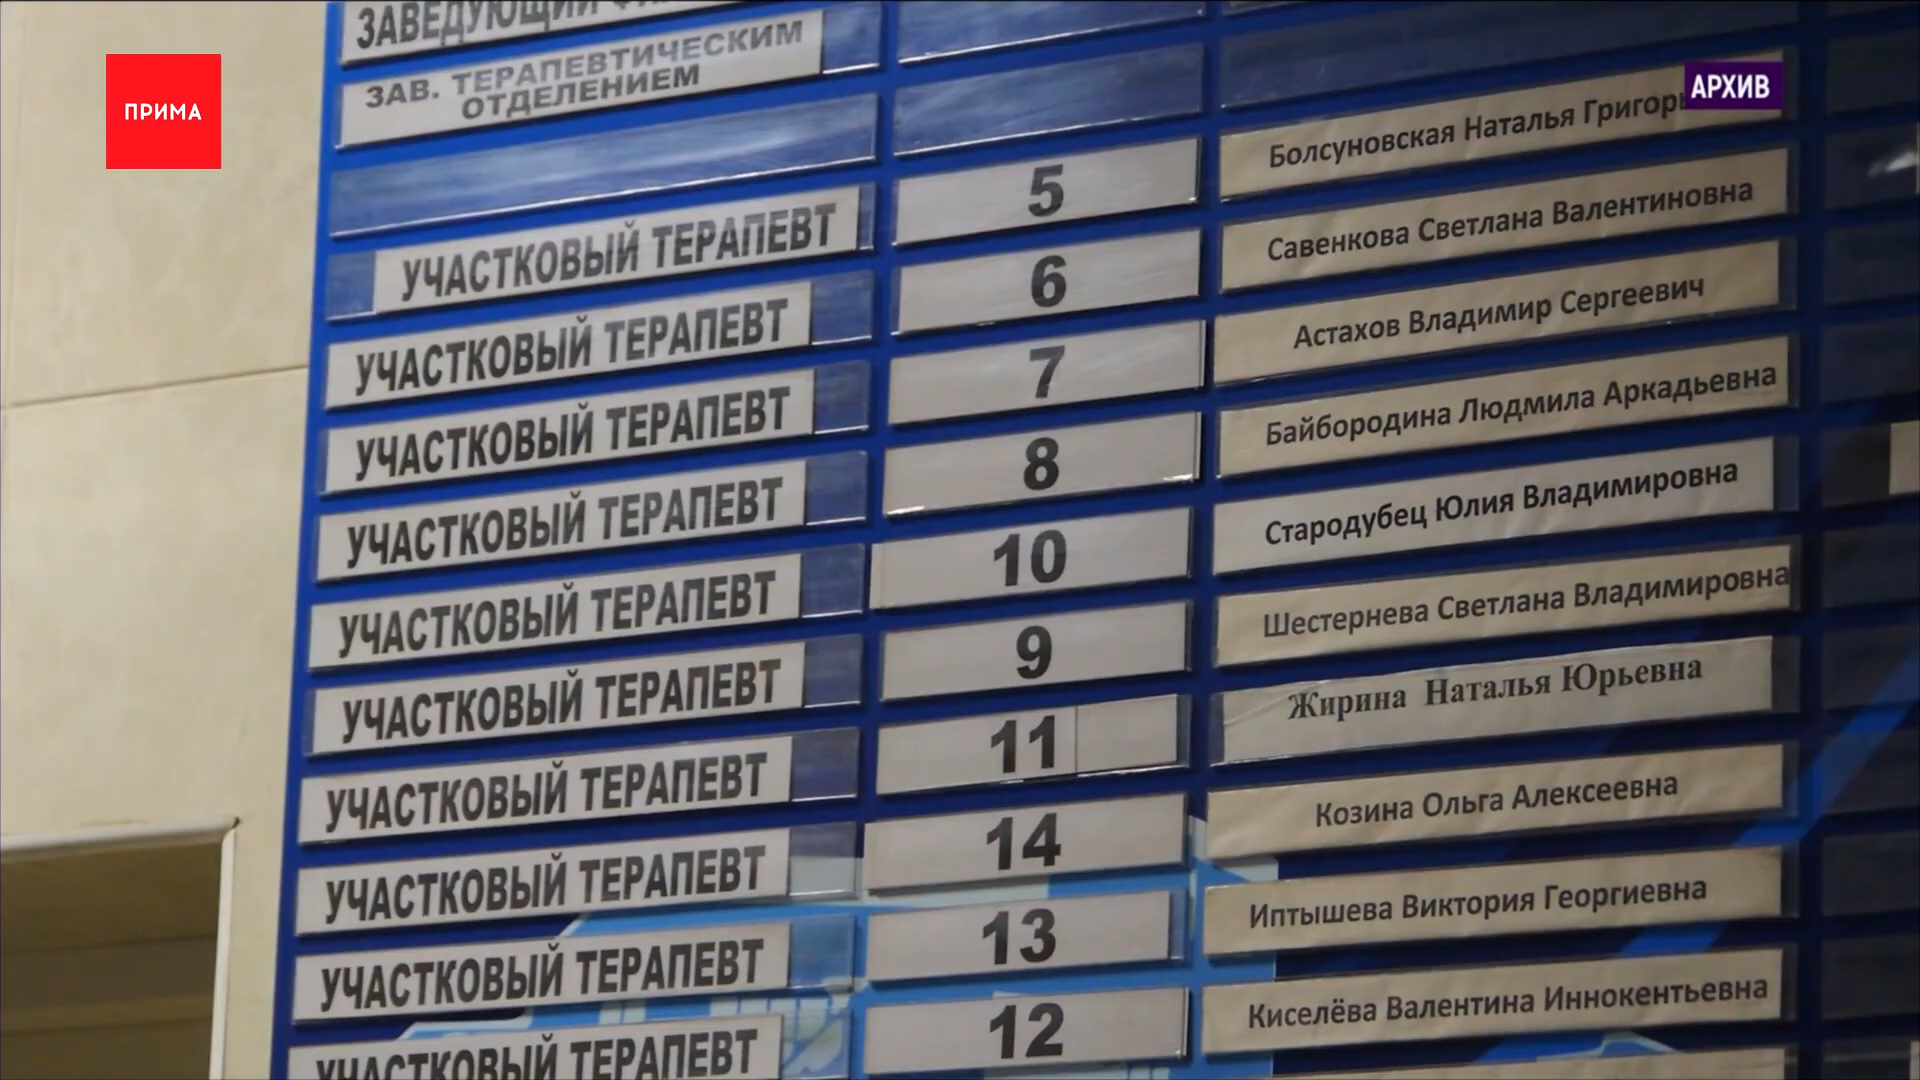 ПРИМА
АРХИВ
ЗАВЕДУЮЩИЙ
ЗАВ. ТЕРАПЕВТИЧЕСКИМ
ОТДЕЛЕНИЕМ
УЧАСТКОВЫЙ ТЕРАПЕВТ 5 Болсуновская Наталья
УЧАСТКОВЫЙ ТЕРАПЕВТ 6 Савенкова Светлана Валентиновна
УЧАСТКОВЫЙ ТЕРАПЕВТ 7 Астахов Владимир Сергеевич
УЧАСТКОВЫЙ ТЕРАПЕВТ 8 Байбородина Людмила Аркадьевна
УЧАСТКОВЫЙ ТЕРАПЕВТ 10 Стародубец Юлия Владимировна
УЧАСТКОВЫЙ ТЕРАПЕВТ 9 Шестернева Светлана Владимировна
УЧАСТКОВЫЙ ТЕРАПЕВТ 11 Жирина Наталья Юрьевна
УЧАСТКОВЫЙ ТЕРАПЕВТ 14 Козина Ольга Алексеевна
УЧАСТКОВЫЙ ТЕРАПЕВТ 13 Иптышева Виктория Георгиевна
УЧАСТКОВЫЙ ТЕРАПЕВТ 12 Киселёва Валентина Иннокентьевна